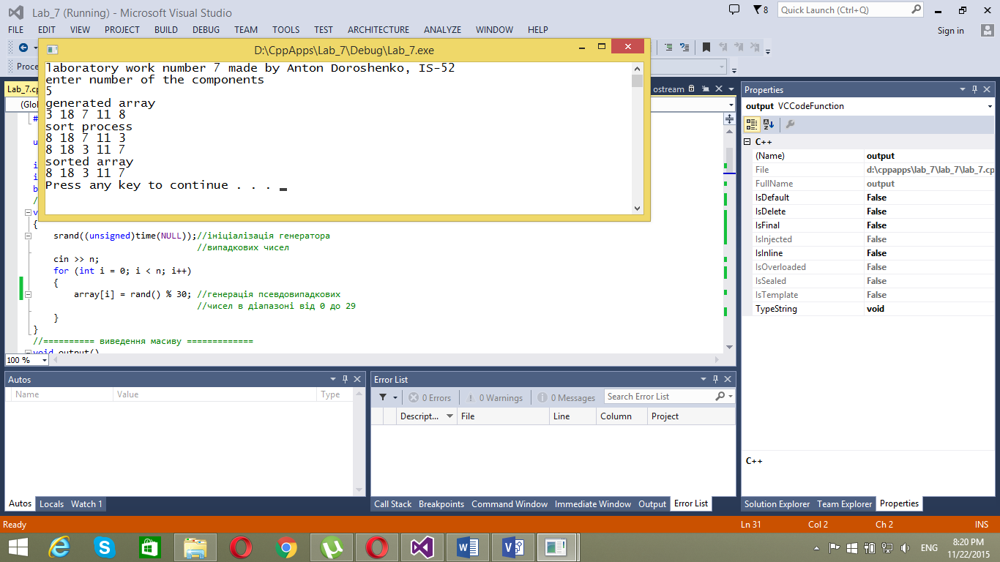 Lab_7 (Running) - Microsoft Visual Studio
8
Quick Launch (Ctrl+Q)
FILE EDIT VIEW PROJECT BUILD DEBUG TEAM TOOLS TEST ARCHITECTURE ANALYZE WINDOW HELP
Sign in
D:\CppApps\Lab_7\Debug\Lab_7.exe
Proce
laboratory work number 7 made by Anton Doroshenko, IS-52
enter number of the components
5
generated array
3 18 7 11 8
sort process
8 18 7 11 3
8 18 3 11 7
sorted array
8 18 3 11 7
Press any key to continue . . . _
Lab_7.cp
ostream
(Glol
#
u
i
i
b
//
v
{
srand((unsigned)time(NULL));//ініціалізація генератора
//випадкових чисел
cin >> n;
for (int i = 0; i < n; i++)
{
array[i] = rand() % 30; //генерація псевдовипадкових
//чисел в діапазоні від 0 до 29
}
}
//========== виведення масиву =============
void output()
100 %
Properties
output VCCodeFunction
C++
(Name) output
File d:\cppapps\lab_7\lab_7\lab_7.cp
FullName output
IsDefault False
IsDelete False
IsFinal False
IsInjected False
IsInline False
IsOverloaded False
IsSealed False
IsTemplate False
TypeString void
C++
Autos
Name Value Type
Error List
0 Errors 0 Warnings 0 Messages Search Error List
Descript... File Line Column Project
Autos Locals Watch 1
Call Stack Breakpoints Command Window Immediate Window Output Error List
Solution Explorer Team Explorer Properties
Ready Ln 31 Col 2 Ch 2 INS
ENG
8:20 PM
11/22/2015